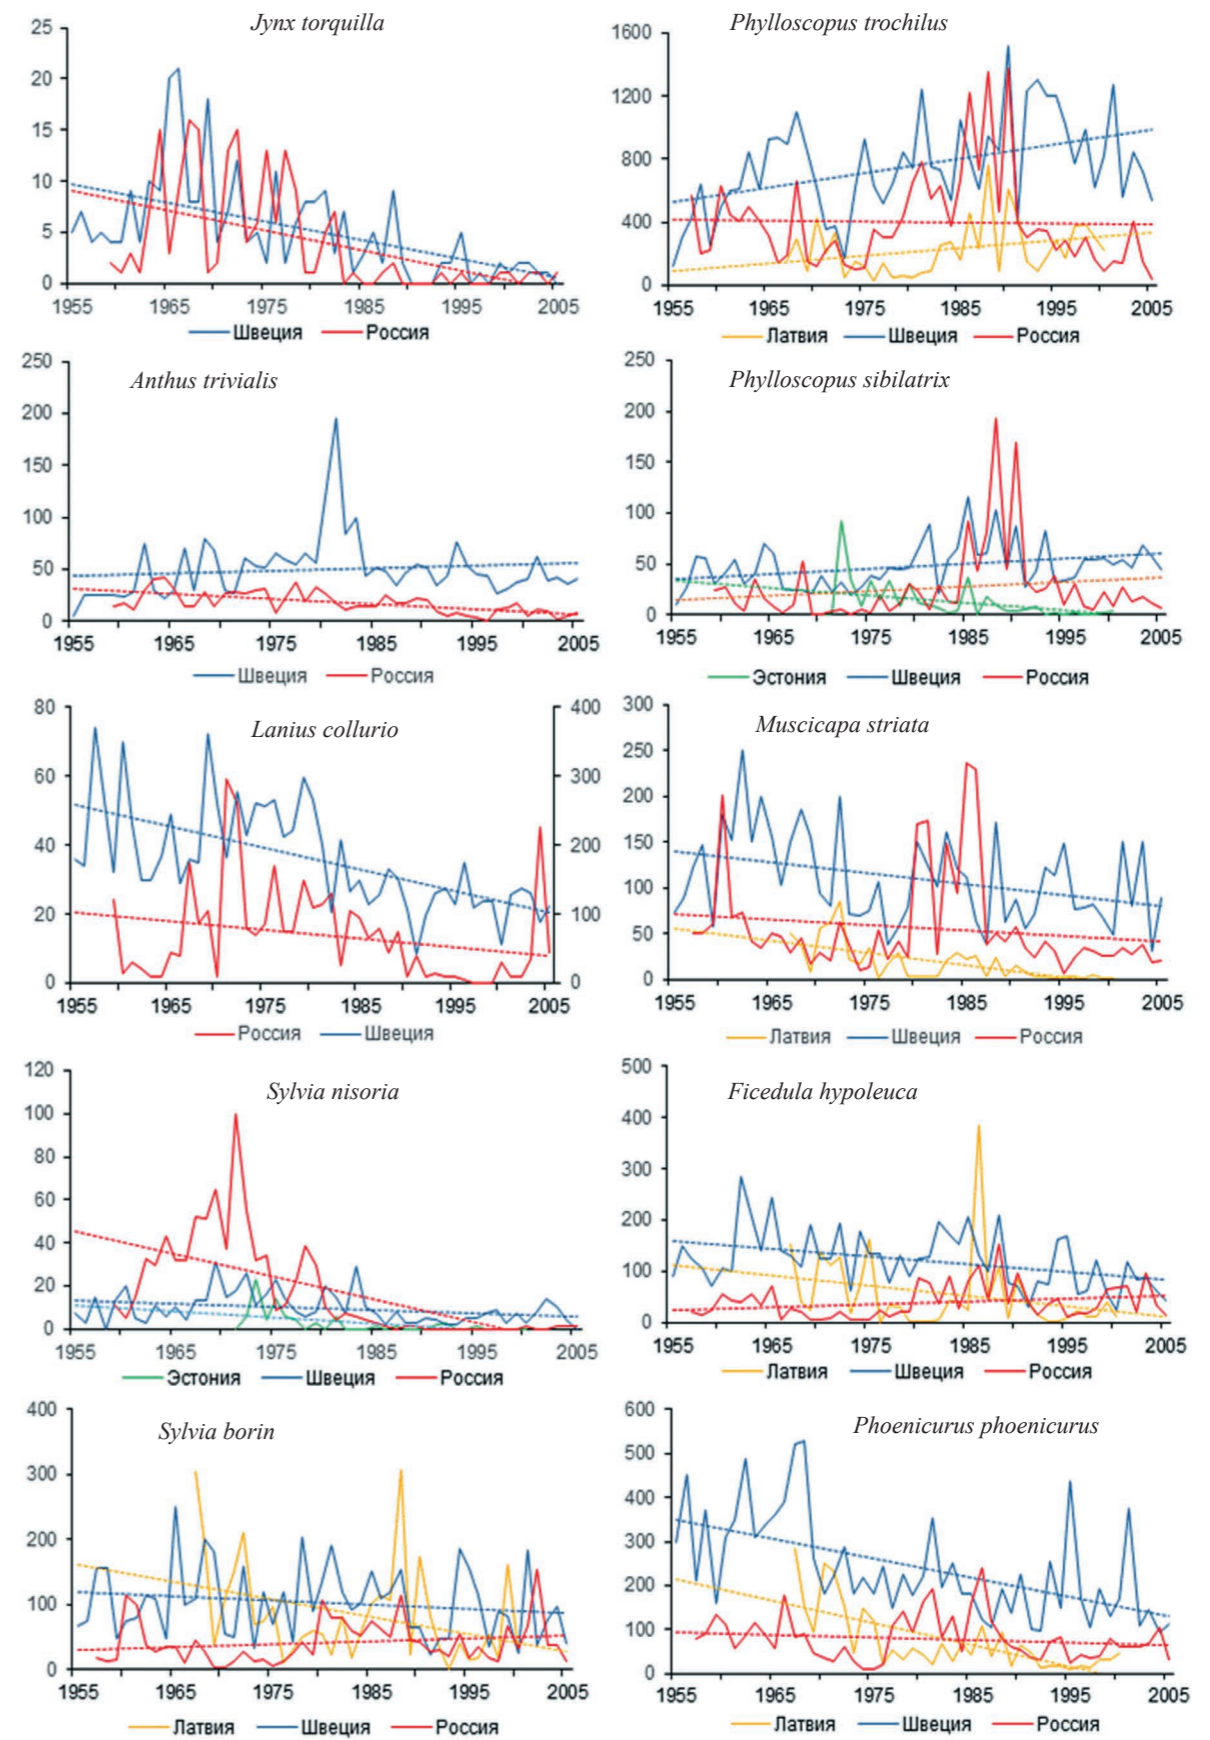 Jynx torquilla
25
20
15
10
5
0
1955 1965 1975 1985 1995 2005
Швеция Россия
Phylloscopus trochilus
1600
1200
800
400
0
1955 1965 1975 1985 1995 2005
Латвия Швеция Россия
Anthus trivialis
250
200
150
100
50
0
1955 1965 1975 1985 1995 2005
Швеция Россия
Phylloscopus sibilatrix
250
200
150
100
50
0
1955 1965 1975 1985 1995 2005
Эстония Швеция Россия
Lanius collurio
80 400
60 300
40 200
20 100
0 0
1955 1965 1975 1985 1995 2005
Россия Швеция
Muscicapa striata
300
250
200
150
100
50
0
1955 1965 1975 1985 1995 2005
Латвия Швеция Россия
Sylvia nisoria
120
100
80
60
40
20
0
1955 1965 1975 1985 1995 2005
Эстония Швеция Россия
Ficedula hypoleuca
500
400
300
200
100
0
1955 1965 1975 1985 1995 2005
Латвия Швеция Россия
Sylvia borin
400
300
200
100
0
1955 1965 1975 1985 1995 2005
Латвия Швеция Россия
Phoenicurus phoenicurus
600
500
400
300
200
100
0
1955 1965 1975 1985 1995 2005
Латвия Швеция Россия